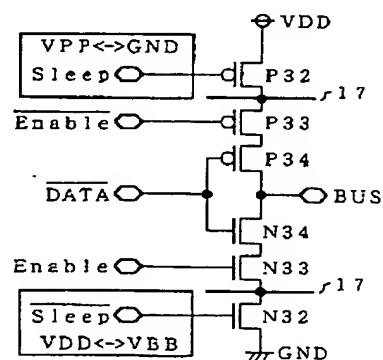 VDD
VPP<->GND
Sleep
P32
17
Enable
P33
P34
DATA
BUS
N34
Enable
N33
17
Sleep
N32
VDD<->VBB
GND